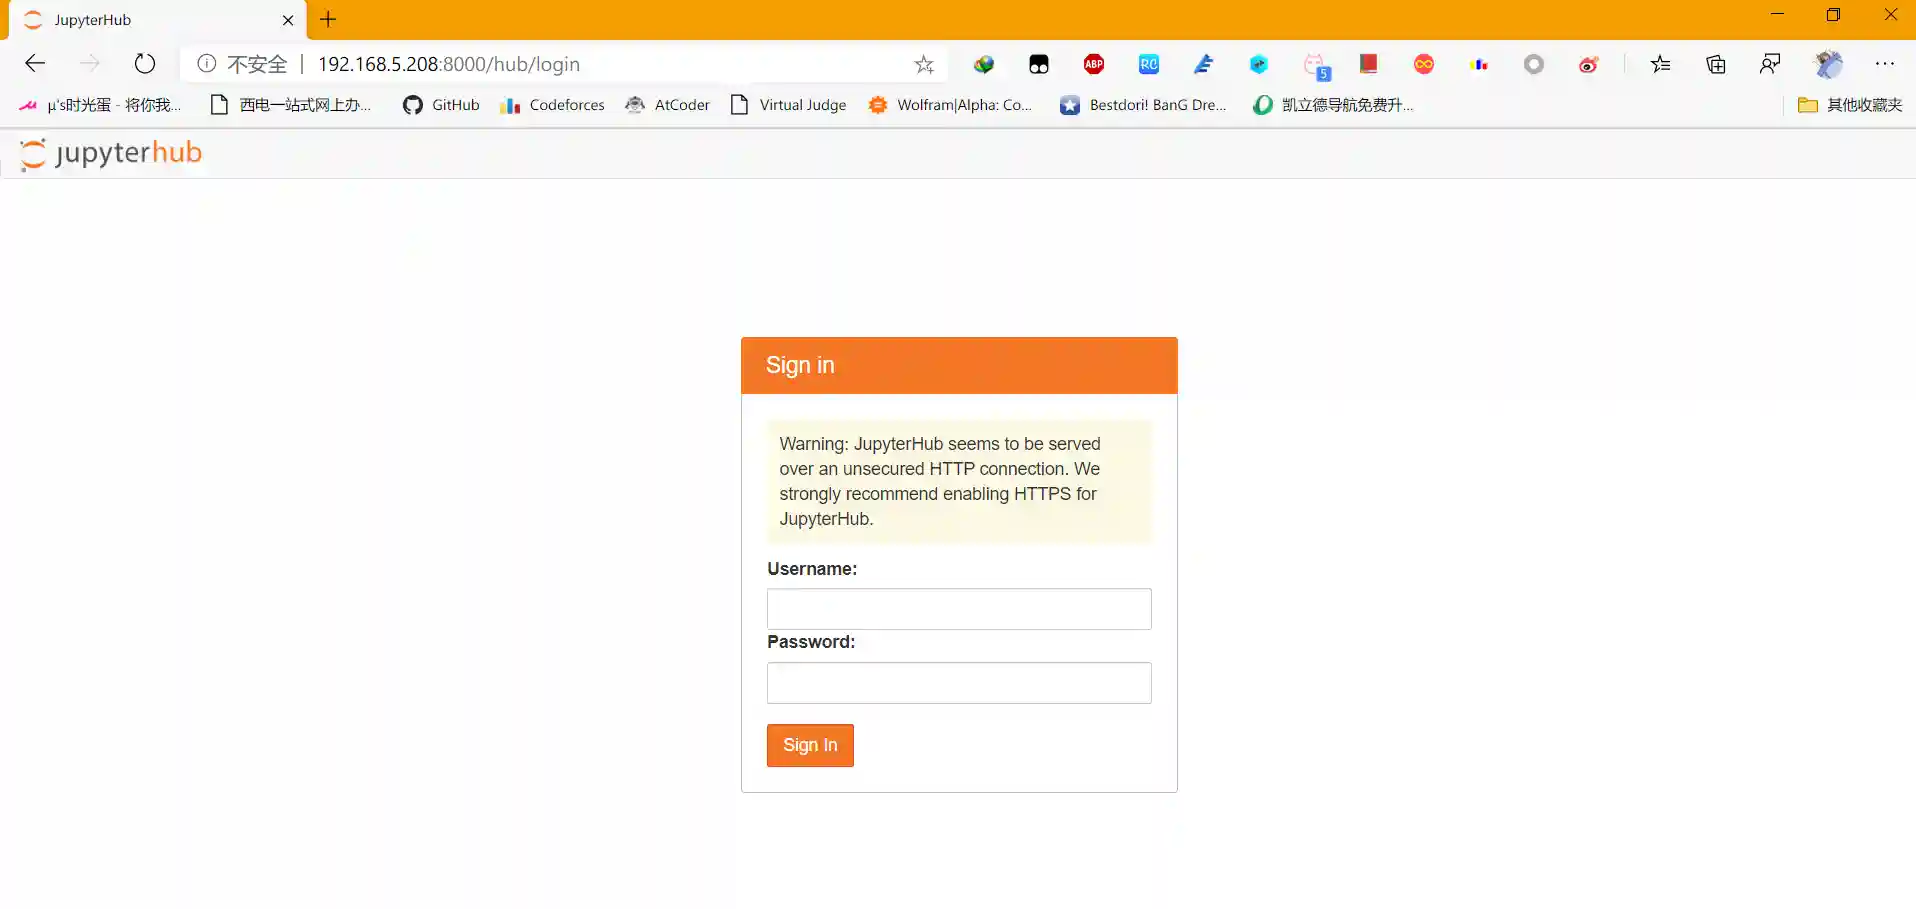 JupyterHub
不安全 | 192.168.5.208:8000/hub/login
ABP
RC
5
μ's时光蛋 - 将你我...
西电一站式网上办...
GitHub
Codeforces
AtCoder
Virtual Judge
Wolfram|Alpha: Co...
Bestdori! BanG Dre...
凯立德导航免费升...
其他收藏夹
jupyterhub
Sign in
Warning: JupyterHub seems to be served
over an unsecured HTTP connection. We
strongly recommend enabling HTTPS for
JupyterHub.
Username:
Password:
Sign In